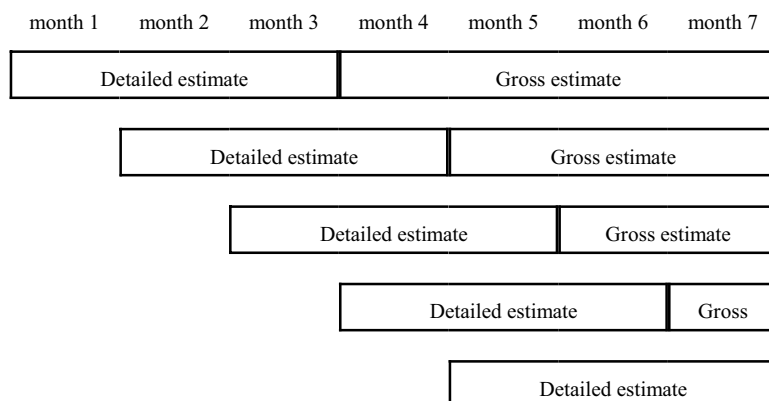 month 1 month 2 month 3 month 4 month 5 month 6 month 7
Detailed estimate Gross estimate
Detailed estimate Gross estimate
Detailed estimate Gross estimate
Detailed estimate Gross
Detailed estimate